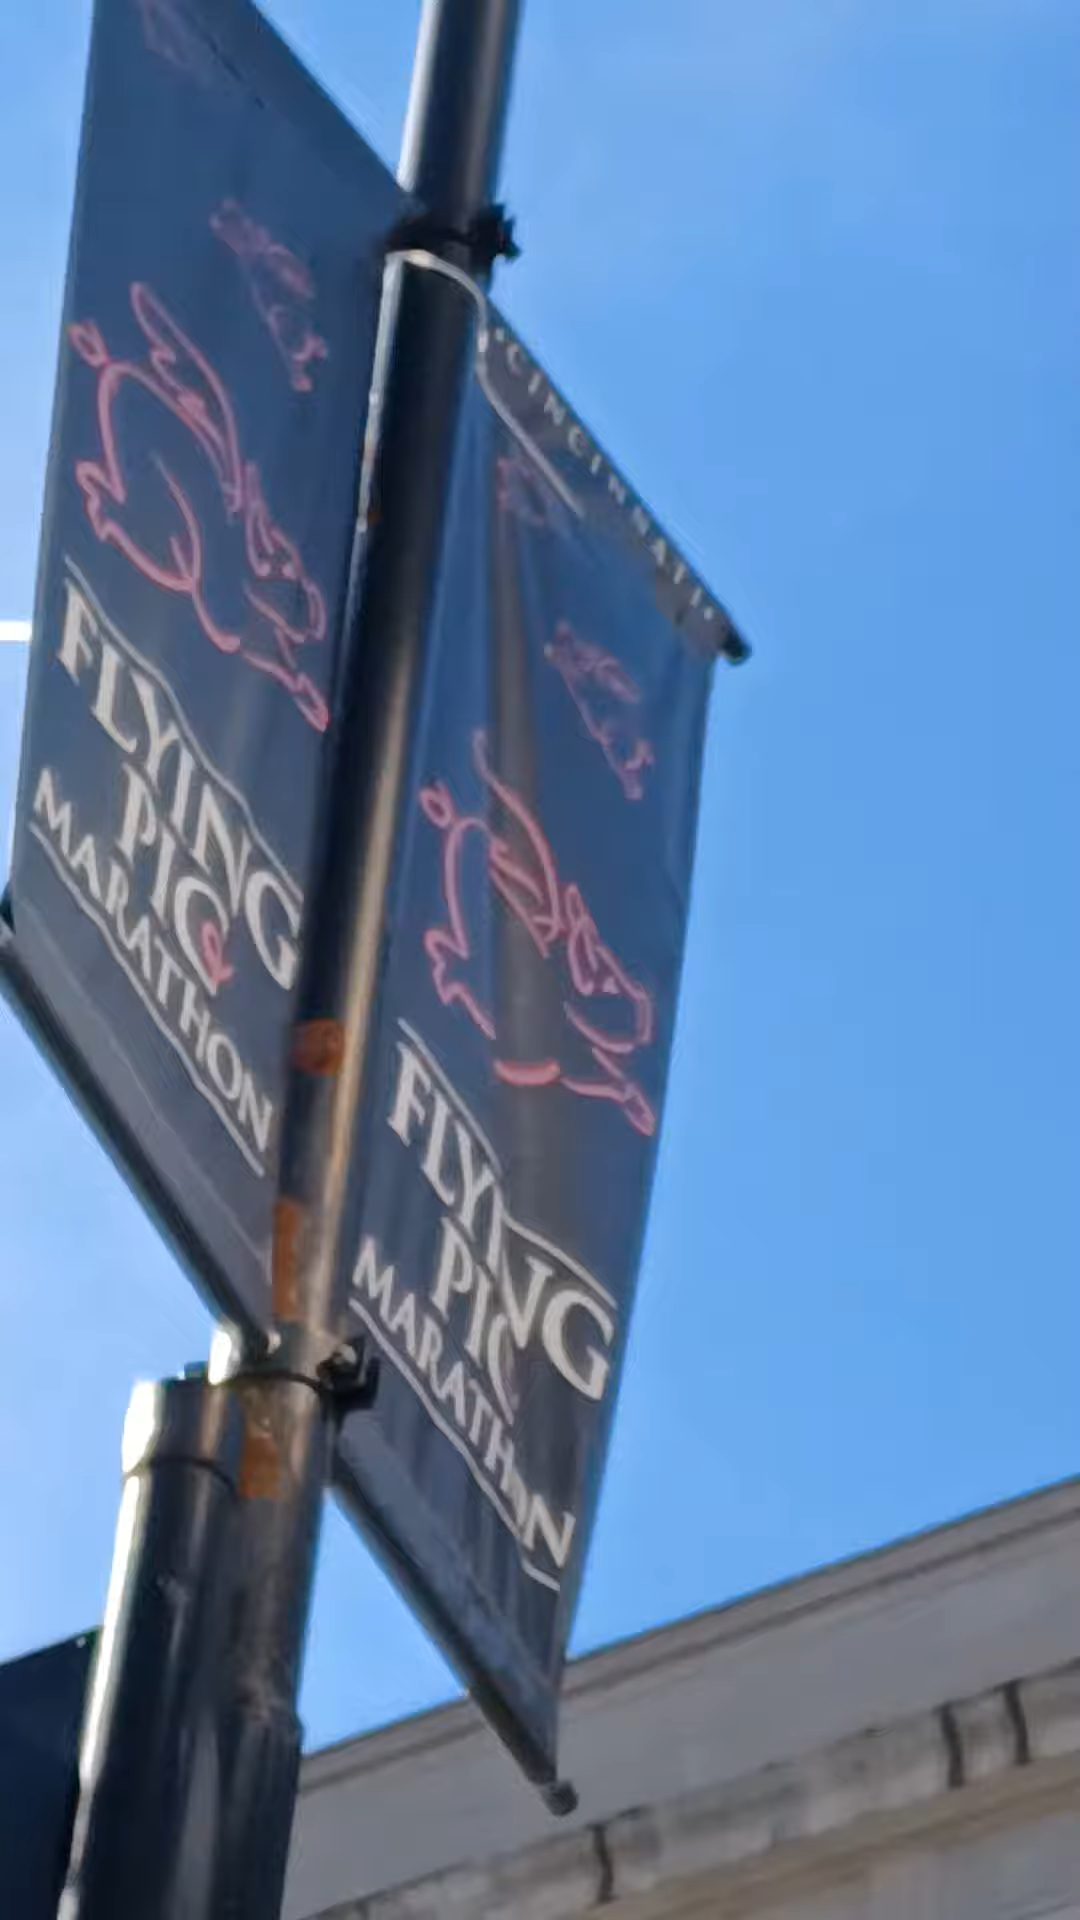 FLYING
PIG
MARATHON
•CINCINNATI•
FLYING
PIG
MARATHON